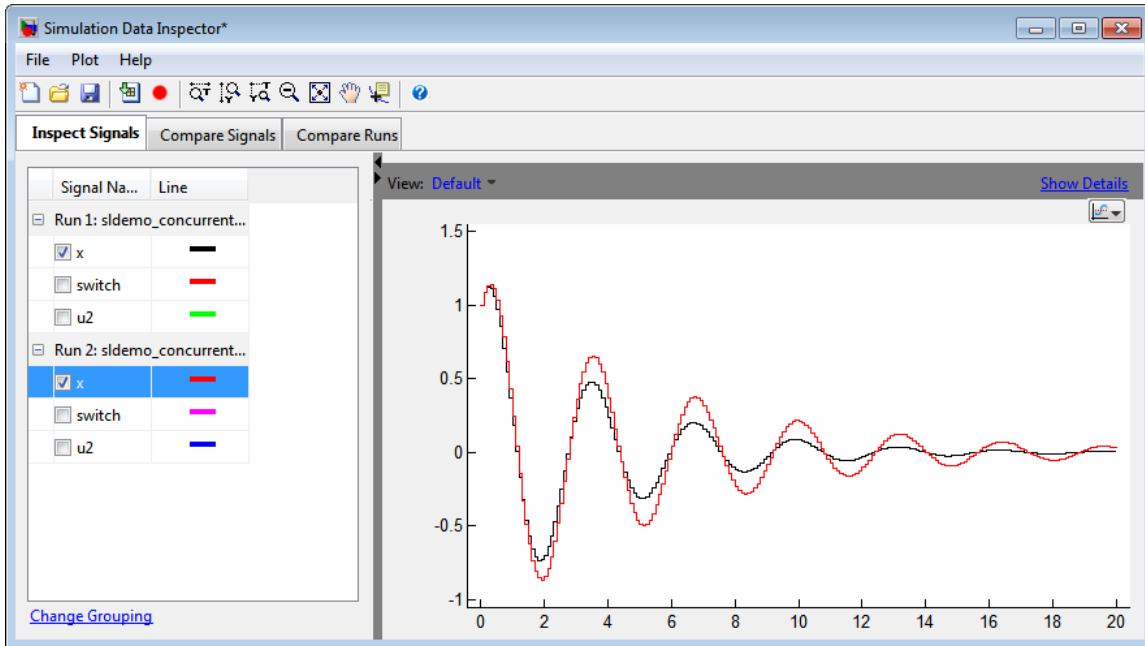 Simulation Data Inspector*
File Plot Help
Inspect Signals Compare Signals Compare Runs
Signal Na... Line
Run 1: sldemo_concurrent...
x
switch
u2
Run 2: sldemo_concurrent...
x
switch
u2
Change Grouping
View: Default Show Details
1.5
1
0.5
0
-0.5
-1
0 2 4 6 8 10 12 14 16 18 20